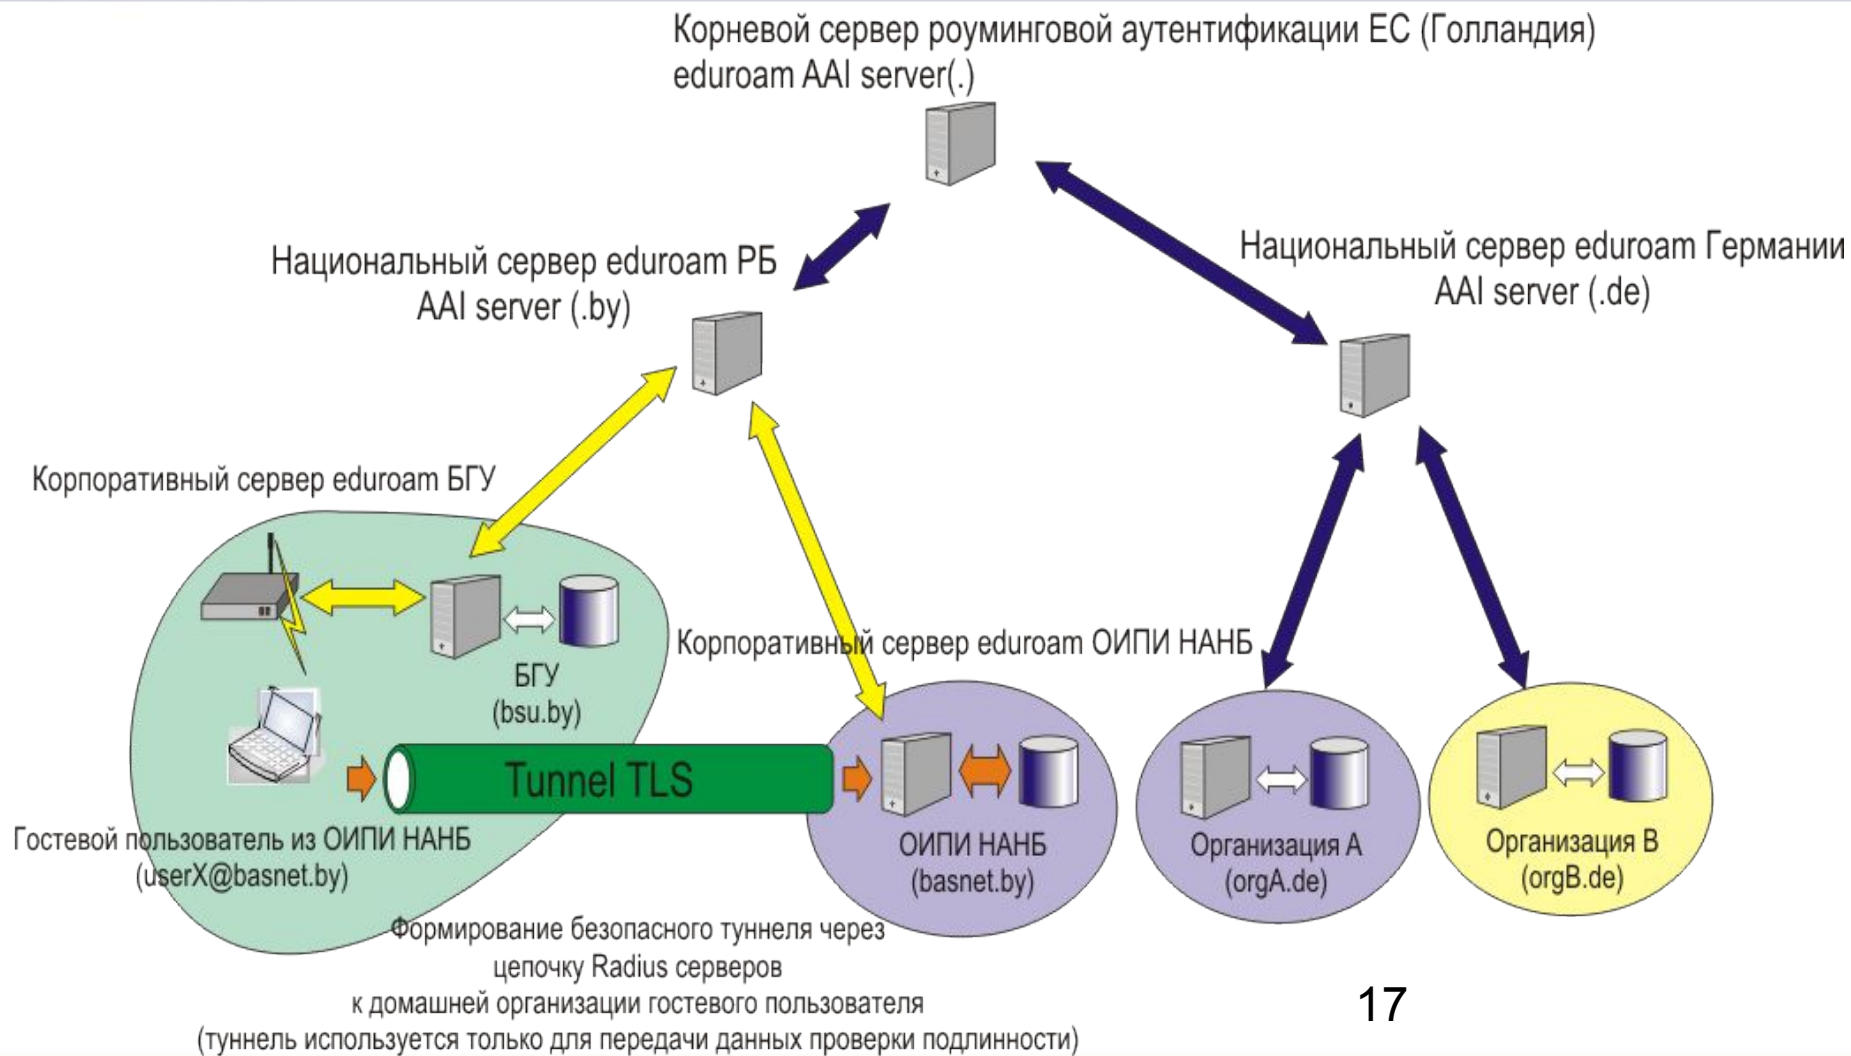 Корневой сервер роуминговой аутентификации ЕС (Голландия)
eduroam AAI server(.)
Национальный сервер eduroam РБ
AAI server (.by)
Национальный сервер eduroam Германии
AAI server (.de)
Корпоративный сервер eduroam БГУ
БГУ
(bsu.by)
Корпоративный сервер eduroam ОИПИ НАНБ
Tunnel TLS
Гостевой пользователь из ОИПИ НАНБ
(userX@basnet.by)
ОИПИ НАНБ
(basnet.by)
Организация А
(orgA.de)
Организация В
(orgB.de)
Формирование безопасного туннеля через
цепочку Radius серверов
к домашней организации гостевого пользователя
(туннель используется только для передачи данных проверки подлинности)
17